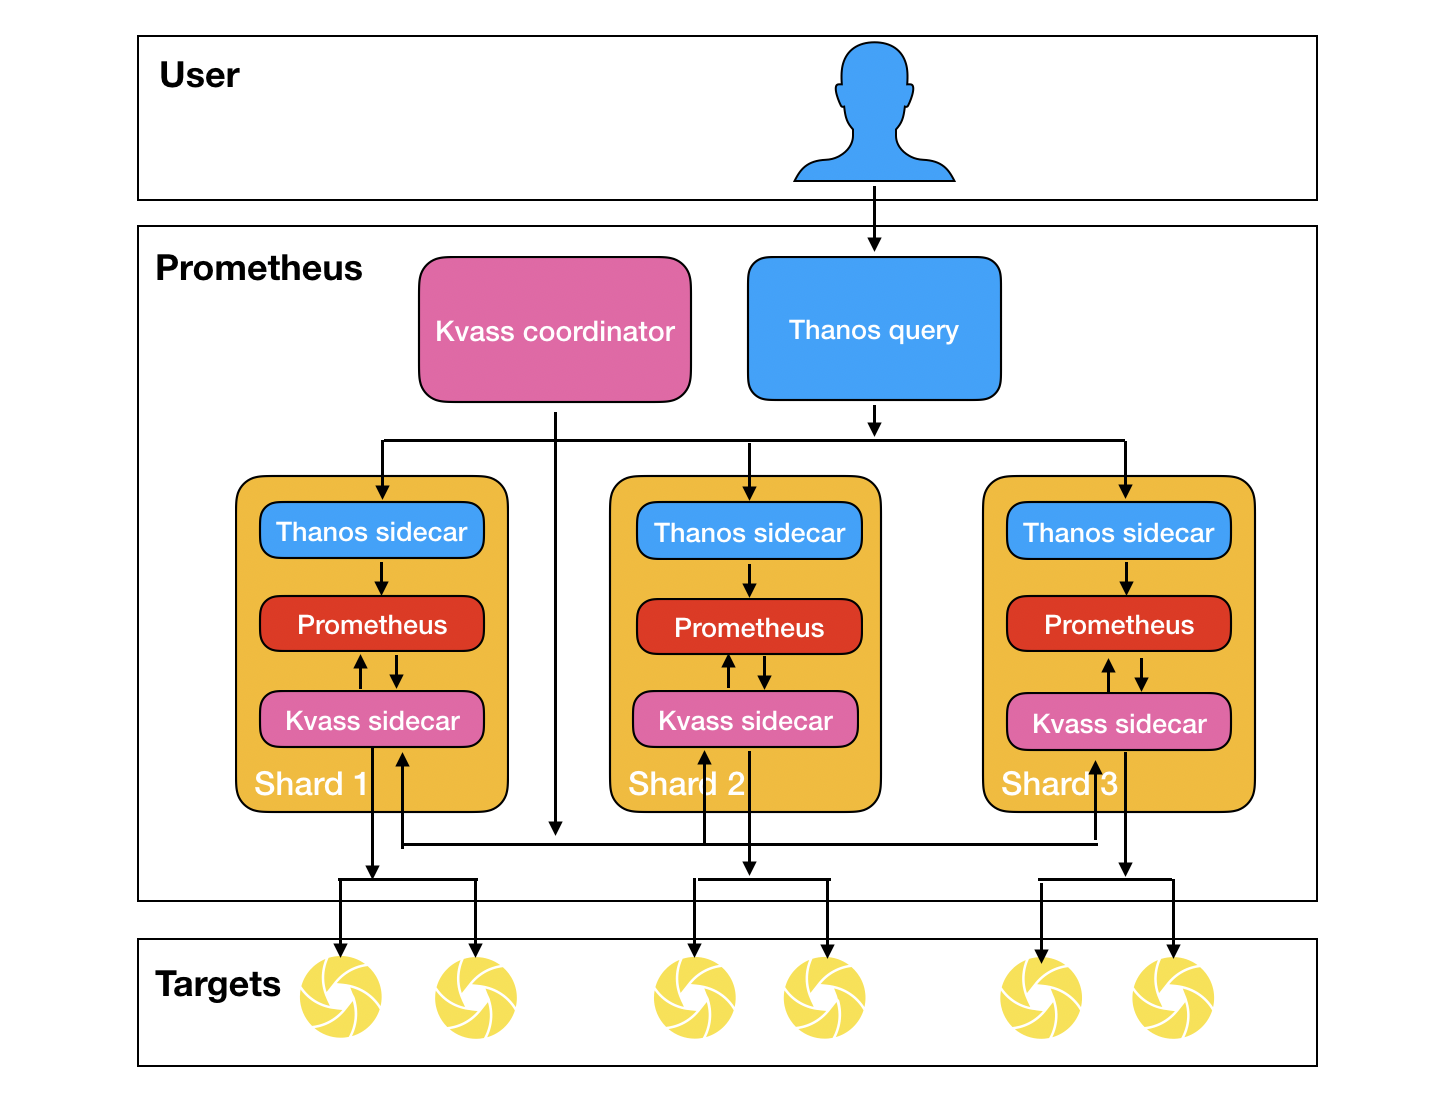 User
Prometheus
Kvass coordinator
Thanos query
Thanos sidecar
Prometheus
Kvass sidecar
Shard 1
Thanos sidecar
Prometheus
Kvass sidecar
Shard 2
Thanos sidecar
Prometheus
Kvass sidecar
Shard 3
Targets